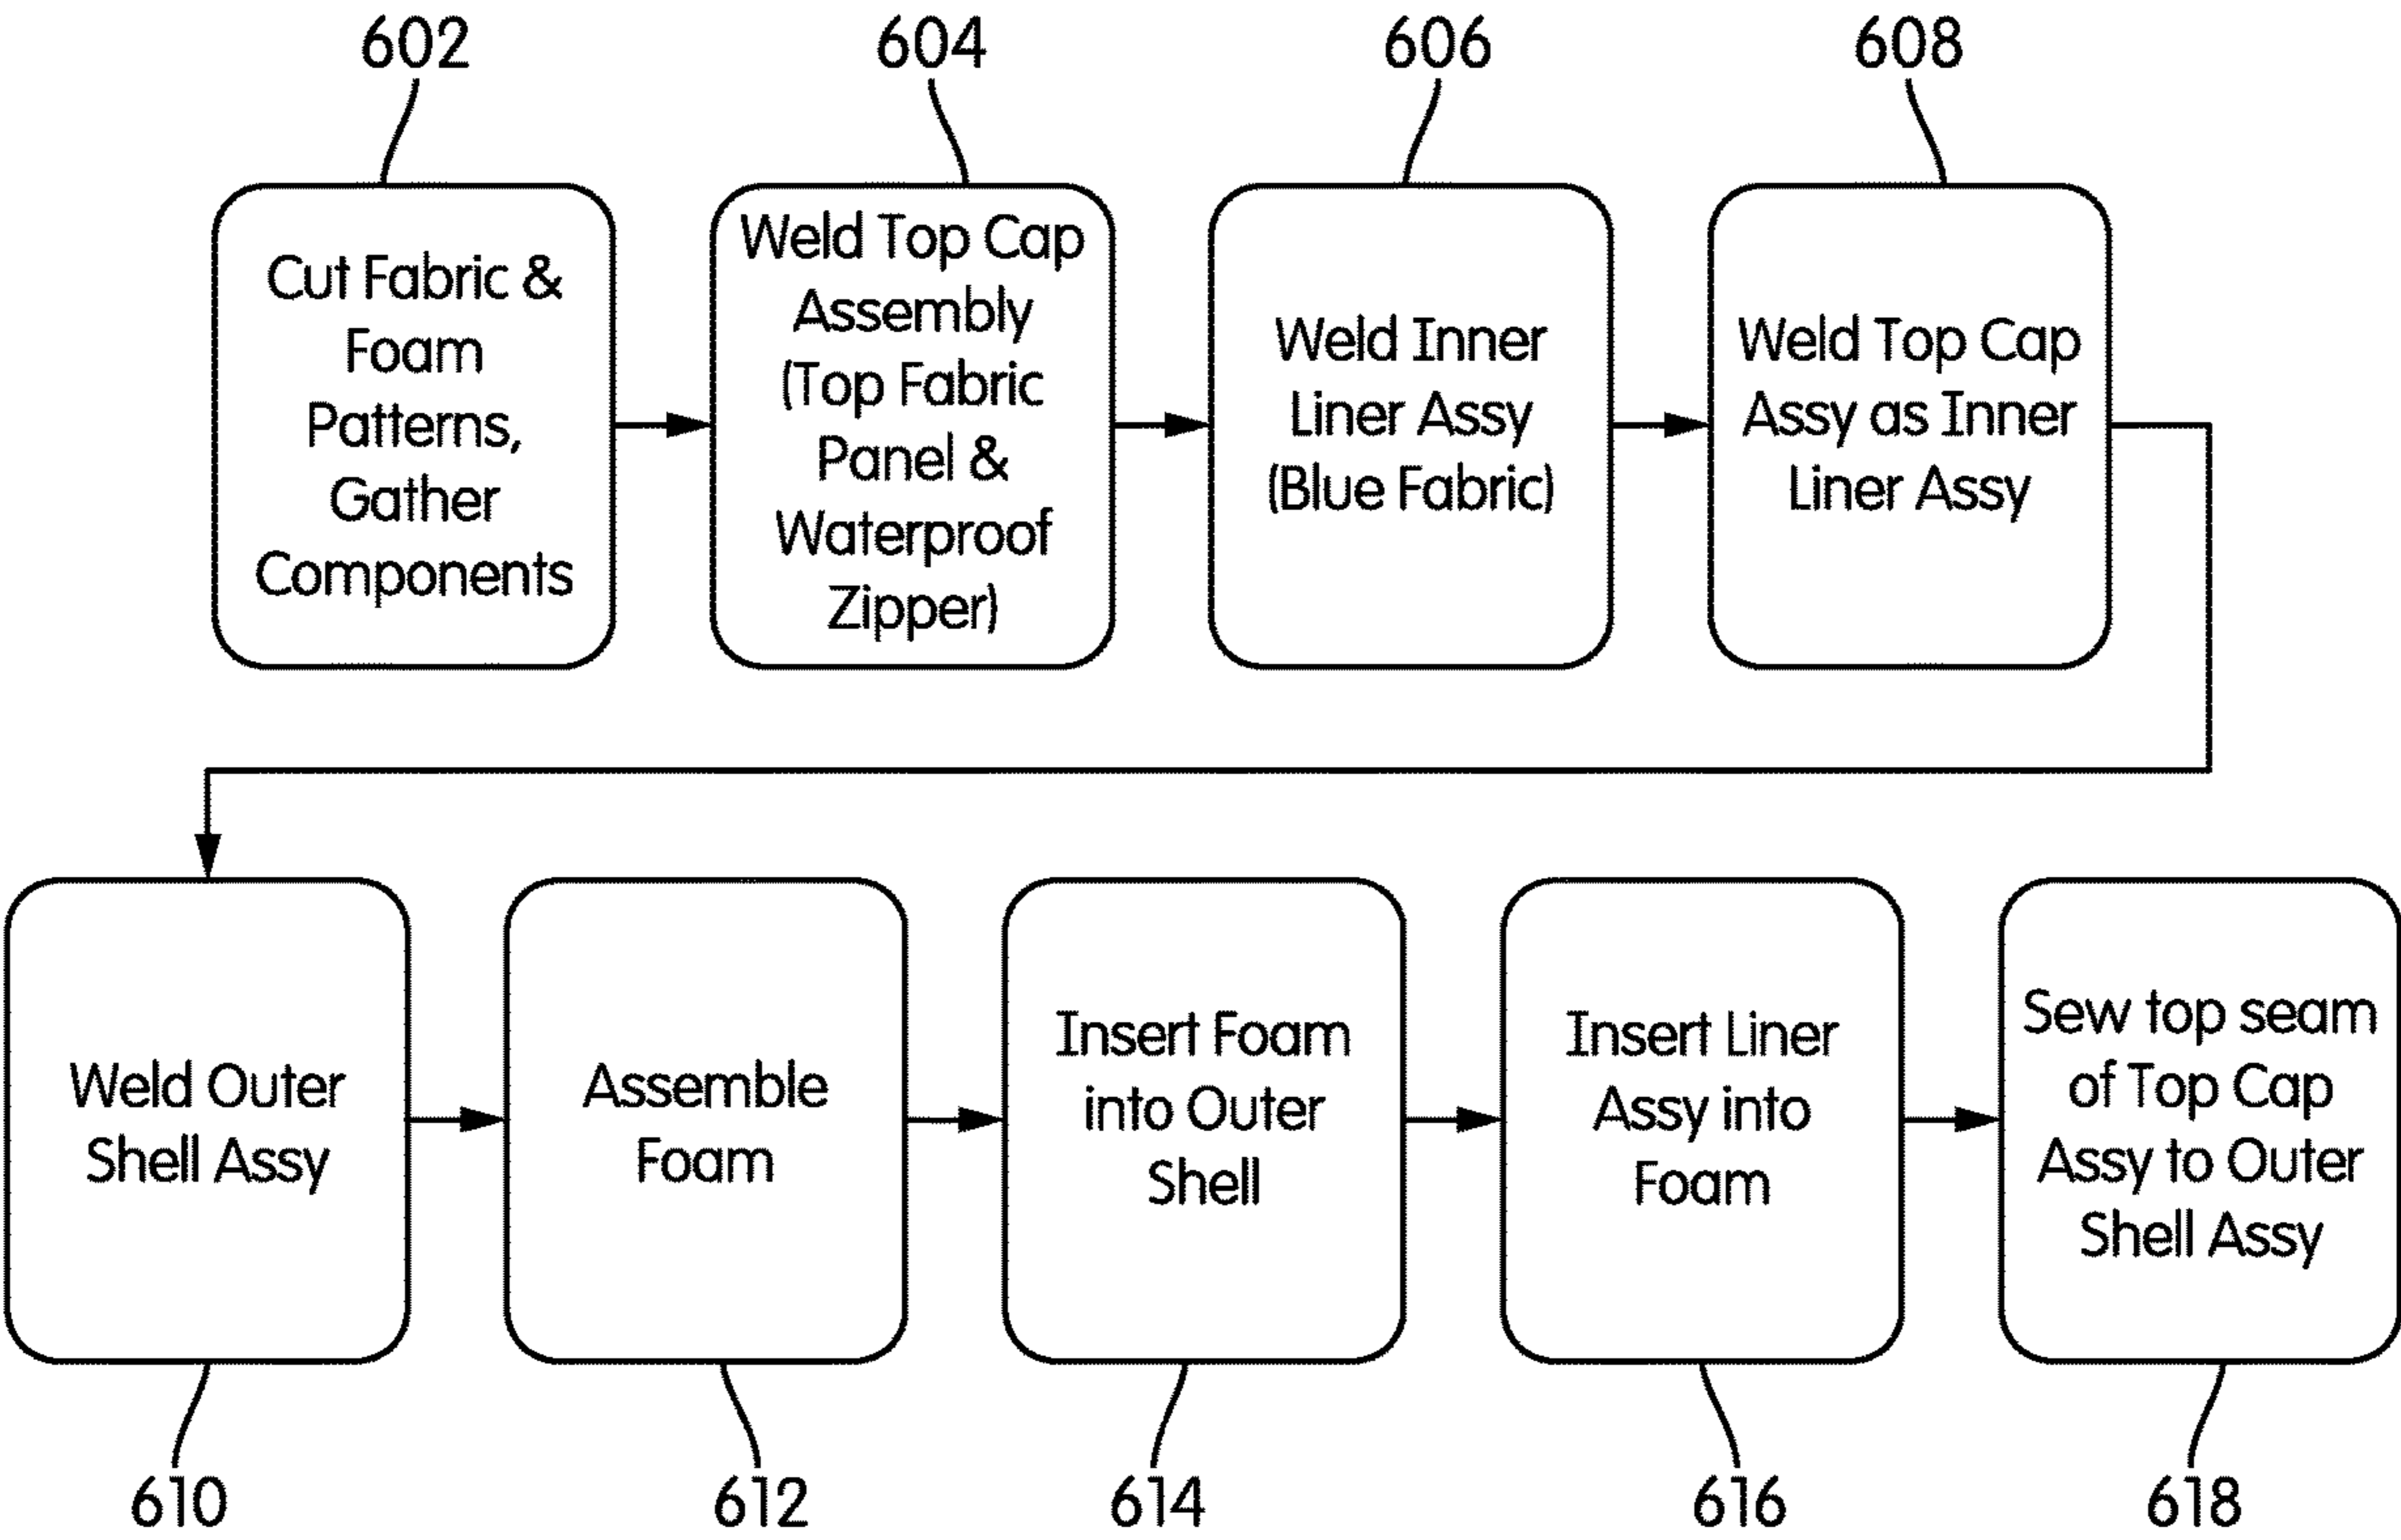 602
604
606
608
Cut Fabric &
Foam
Patterns,
Gather
Components
Weld Top Cap
Assembly
(Top Fabric
Panel &
Waterproof
Zipper)
Weld Inner
Liner Assy
(Blue Fabric)
Weld Top Cap
Assy as Inner
Liner Assy
Weld Outer
Shell Assy
Assemble
Foam
Insert Foam
into Outer
Shell
Insert Liner
Assy into
Foam
Sew top seam
of Top Cap
Assy to Outer
Shell Assy
610
612
614
616
618